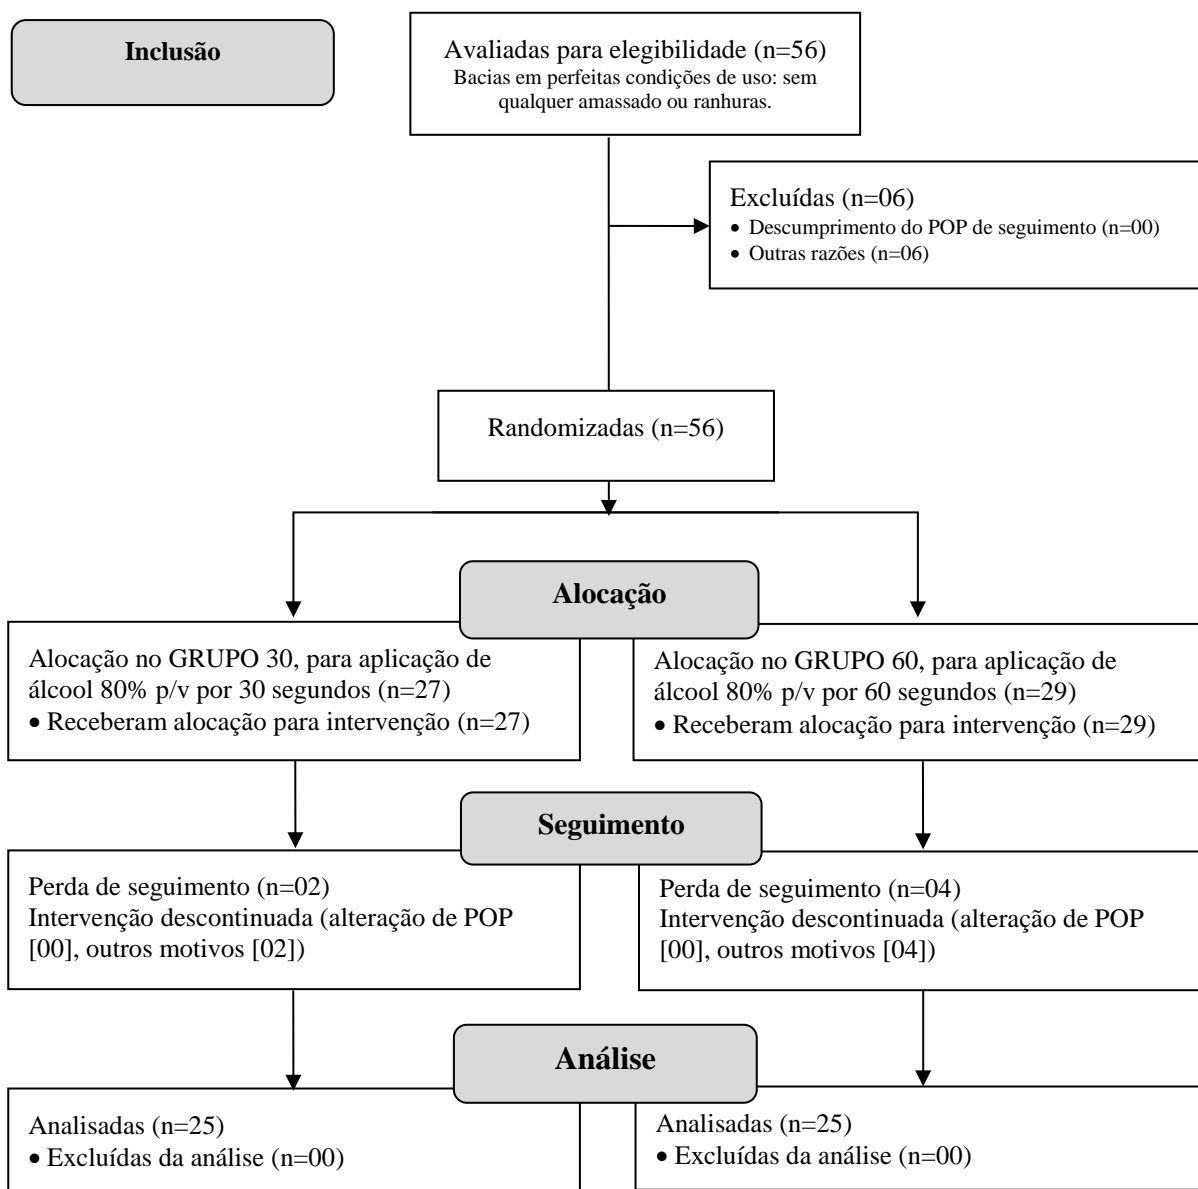 Inclusão
Avaliadas para elegibilidade (n=56)
Bacias em perfeitas condições de uso: sem
qualquer amassado ou ranhuras.
Excluídas (n=06)
• Descumprimento do POP de seguimento (n=00)
• Outras razões (n=06)
Randomizadas (n=56)
Alocação
Alocação no GRUPO 30, para aplicação de
álcool 80% p/v por 30 segundos (n=27)
• Receberam alocação para intervenção (n=27)
Alocação no GRUPO 60, para aplicação de
álcool 80% p/v por 60 segundos (n=29)
• Receberam alocação para intervenção (n=29)
Seguimento
Perda de seguimento (n=02)
Intervenção descontinuada (alteração de POP
[00], outros motivos [02])
Perda de seguimento (n=04)
Intervenção descontinuada (alteração de POP
[00], outros motivos [04])
Análise
Analisadas (n=25)
• Excluídas da análise (n=00)
Analisadas (n=25)
• Excluídas da análise (n=00)